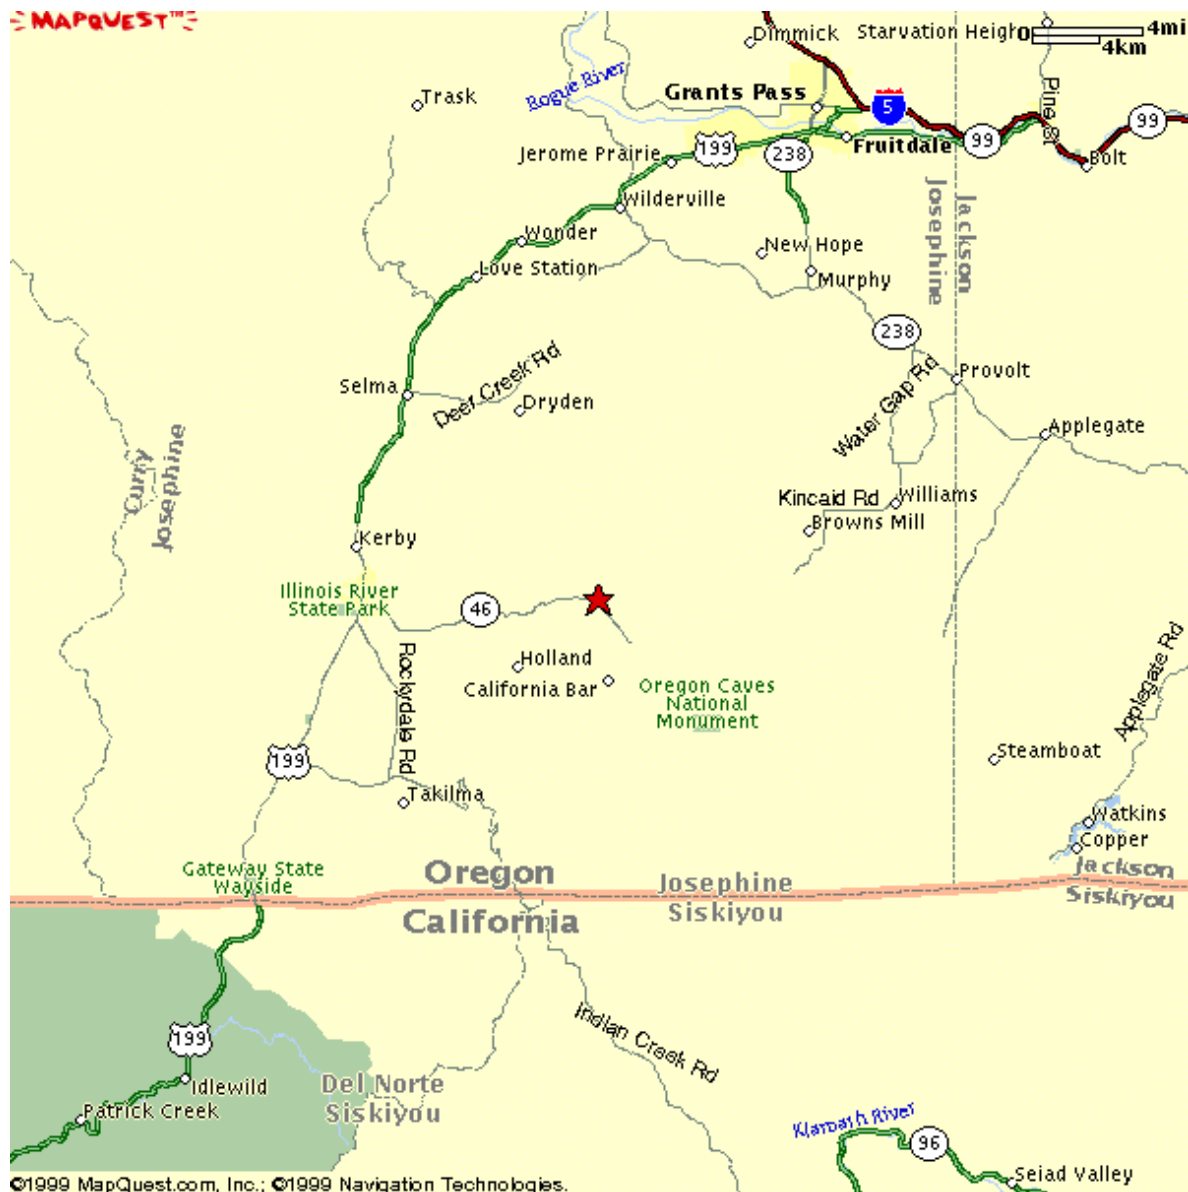 MAPQUEST™
Dimmick
Starvation Heigh
0
4mi
4km
Trask
Rogue River
Grants Pass
5
Pine St
99
Jerome Prairie
199
238
Fruitdale
99
Bolt
Wilderville
Jackson
Josephine
Wonder
New Hope
Love Station
Murphy
238
Selma
Deer Creek Rd
Dryden
Water Gap Rd
Provolt
Applegate
Curry
Josephine
Kincaid Rd
Williams
Browns Mill
Kerby
Illinois River
State Park
46
Rockydale Rd
Holland
California Bar
Oregon Caves
National
Monument
Applegate Rd
199
Steamboat
Takilma
Watkins
Copper
Gateway State
Wayside
Oregon
California
Josephine
Siskiyou
Jackson
Siskiyou
199
Indian Creek Rd
Idlewild
Patrick Creek
Del Norte
Siskiyou
Klamath River
96
Seiad Valley
©1999 MapQuest.com, Inc.; ©1999 Navigation Technologies.